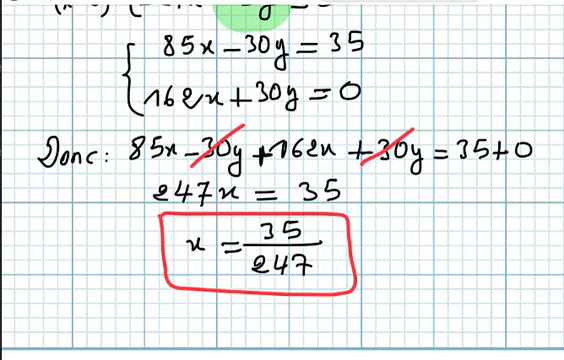 85x - 30y = 35
162x + 30y = 0
Donc: 85x - 30y + 162x + 30y = 35 + 0
247x = 35
x = 35/247